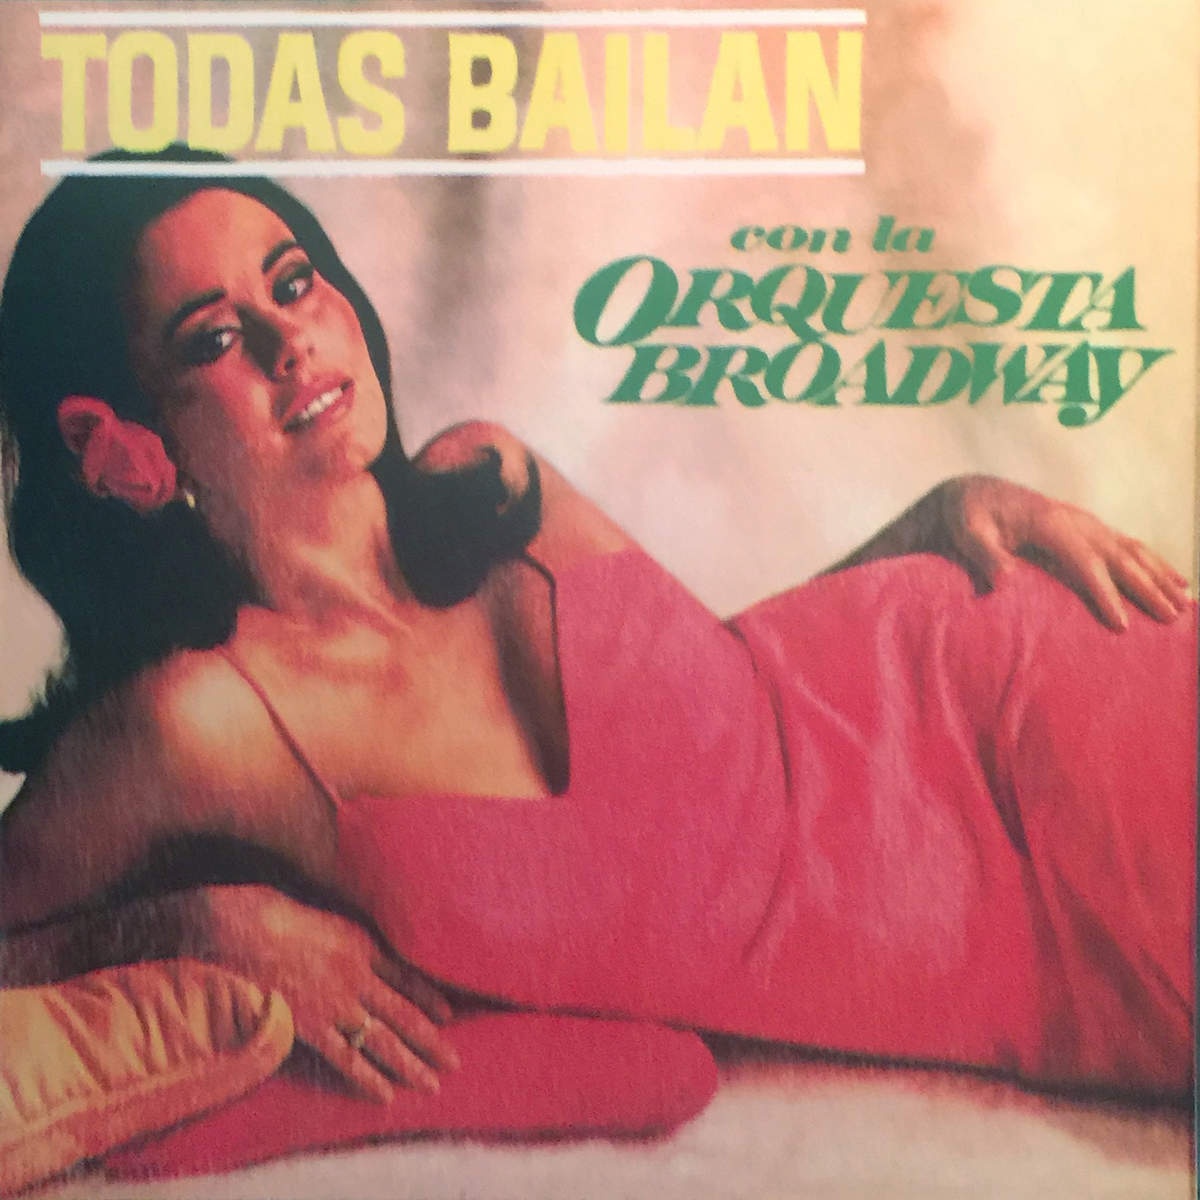 TODAS BAILAN
con la
ORQUESTA
BROADWAY